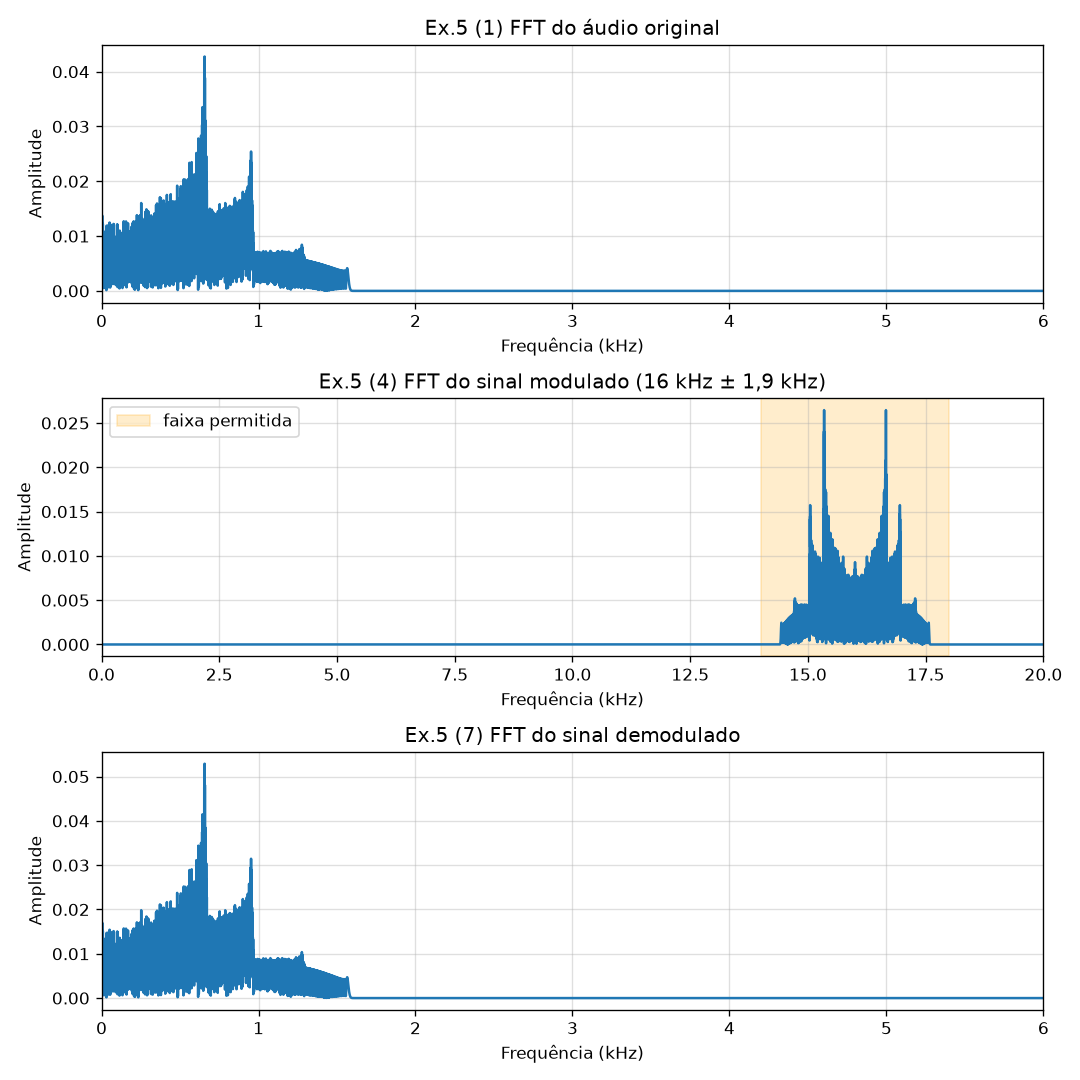 Ex.5 (1) FFT do áudio original
0.04
0.03
0.02
0.01
0.00
Amplitude
0 1 2 3 4 5 6
Frequência (kHz)
Ex.5 (4) FFT do sinal modulado (16 kHz ± 1,9 kHz)
faixa permitida
0.025
0.020
0.015
0.010
0.005
0.000
Amplitude
0.0 2.5 5.0 7.5 10.0 12.5 15.0 17.5 20.0
Frequência (kHz)
Ex.5 (7) FFT do sinal demodulado
0.05
0.04
0.03
0.02
0.01
0.00
Amplitude
0 1 2 3 4 5 6
Frequência (kHz)